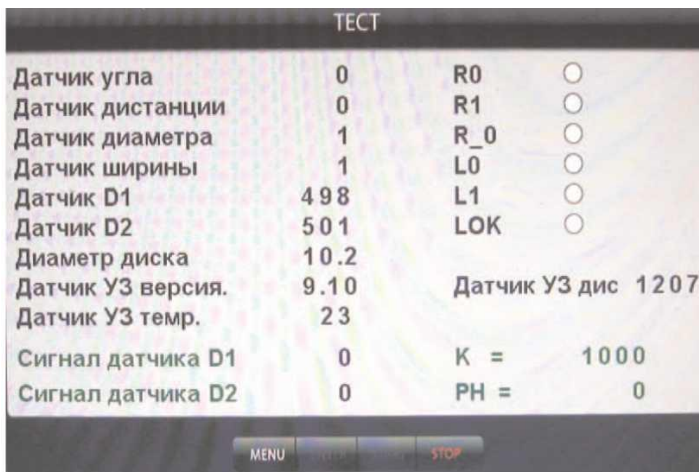 ТЕСТ
Датчик угла 0 R0
Датчик дистанции 0 R1
Датчик диаметра 1 R_0
Датчик ширины 1 L0
Датчик D1 498 L1
Датчик D2 501 LOK
Диаметр диска 10.2
Датчик УЗ версия. 9.10 Датчик УЗ дис 1207
Датчик УЗ темр. 23
Сигнал датчика D1 0 K = 1000
Сигнал датчика D2 0 PH = 0
MENU STOP